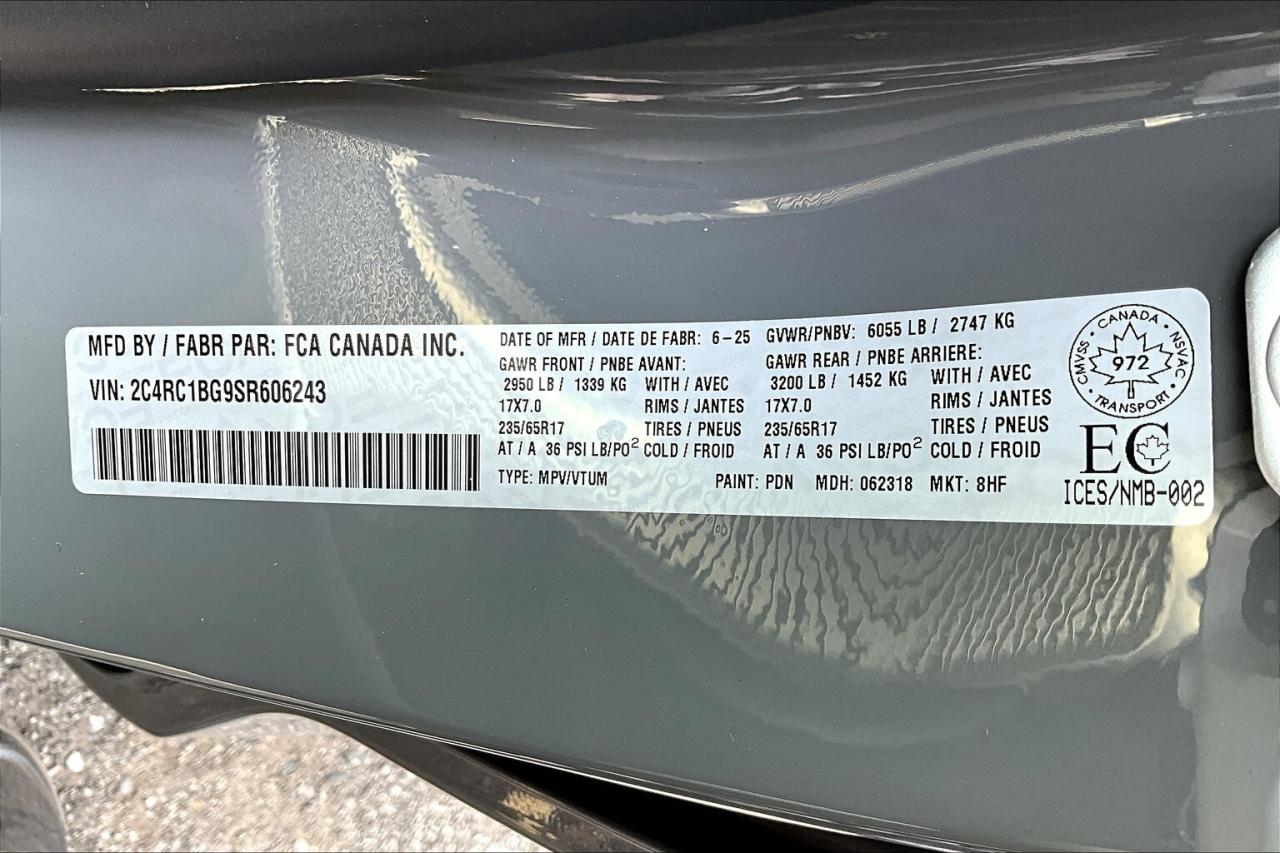 MFD BY / FABR PAR: FCA CANADA INC.
VIN: 2C4RC1BG9SR606243
DATE OF MFR / DATE DE FABR: 6-25 GVWR/PNBV: 6055 LB / 2747 KG
GAWR FRONT / PNBE AVANT: GAWR REAR / PNBE ARRIERE:
2950 LB / 1339 KG WITH / AVEC 3200 LB / 1452 KG WITH / AVEC
17X7.0 RIMS / JANTES 17X7.0 RIMS / JANTES
235/65R17 TIRES / PNEUS 235/65R17 TIRES / PNEUS
AT / A 36 PSI LB/PO² COLD / FROID AT / A 36 PSI LB/PO² COLD / FROID
TYPE: MPV/VTUM PAINT: PDN MDH: 062318 MKT: 8HF
CANADA
CMVSS 972 NSVAC
TRANSPORT
EC
ICES/NMB-002